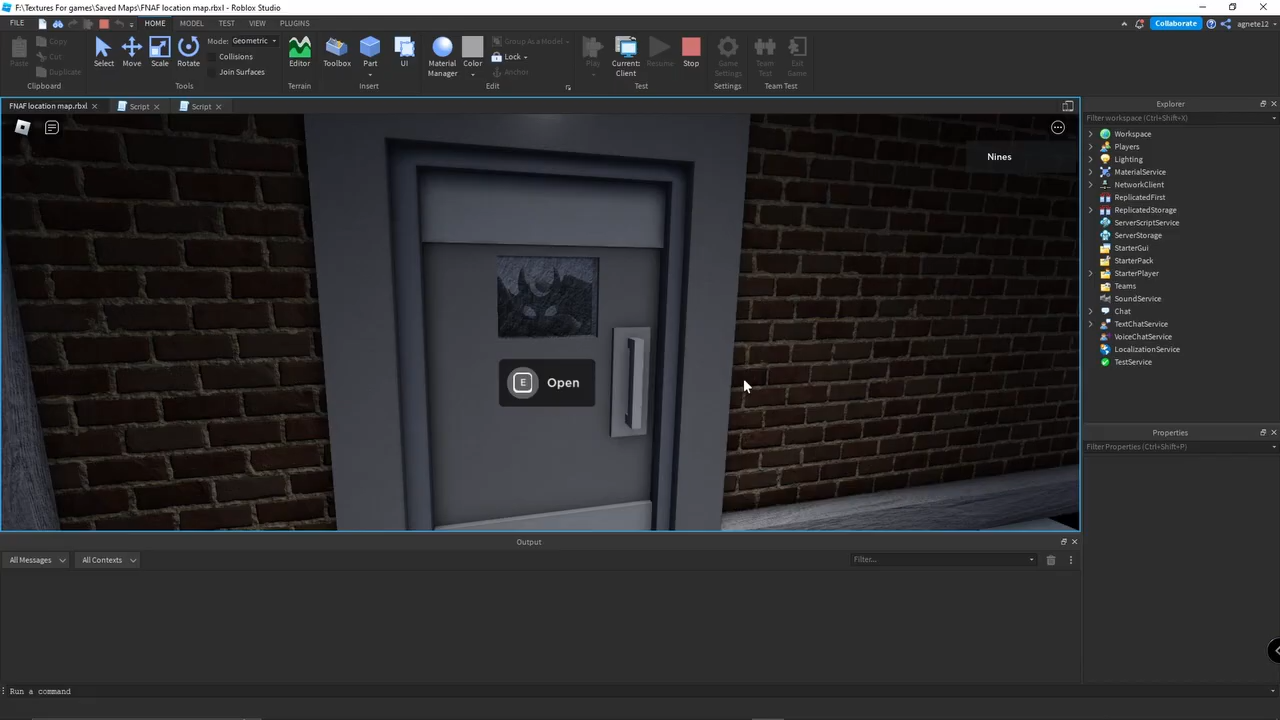 F:\Textures For games\Saved Maps\FNAF location map.rbxl - Roblox Studio
FILE HOME MODEL TEST VIEW PLUGINS Collaborate agnete12
Paste Copy Cut Duplicate Clipboard
Select Move Scale Rotate Mode: Geometric Collisions Join Surfaces Tools
Editor Terrain
Toolbox Part UI Insert
Material Manager Color Group As a Model Lock Anchor Edit
Play Current: Client Resume Stop Test
Game Settings Settings
Team Test Exit Game Team Test
FNAF location map.rbxl Script Script
Nines
E Open
Explorer
Filter workspace (Ctrl+Shift+X)
Workspace
Players
Lighting
MaterialService
NetworkClient
ReplicatedFirst
ReplicatedStorage
ServerScriptService
ServerStorage
StarterGui
StarterPack
StarterPlayer
Teams
SoundService
Chat
TextChatService
VoiceChatService
LocalizationService
TestService
Properties
Filter Properties (Ctrl+Shift+P)
Output
All Messages All Contexts Filter...
Run a command